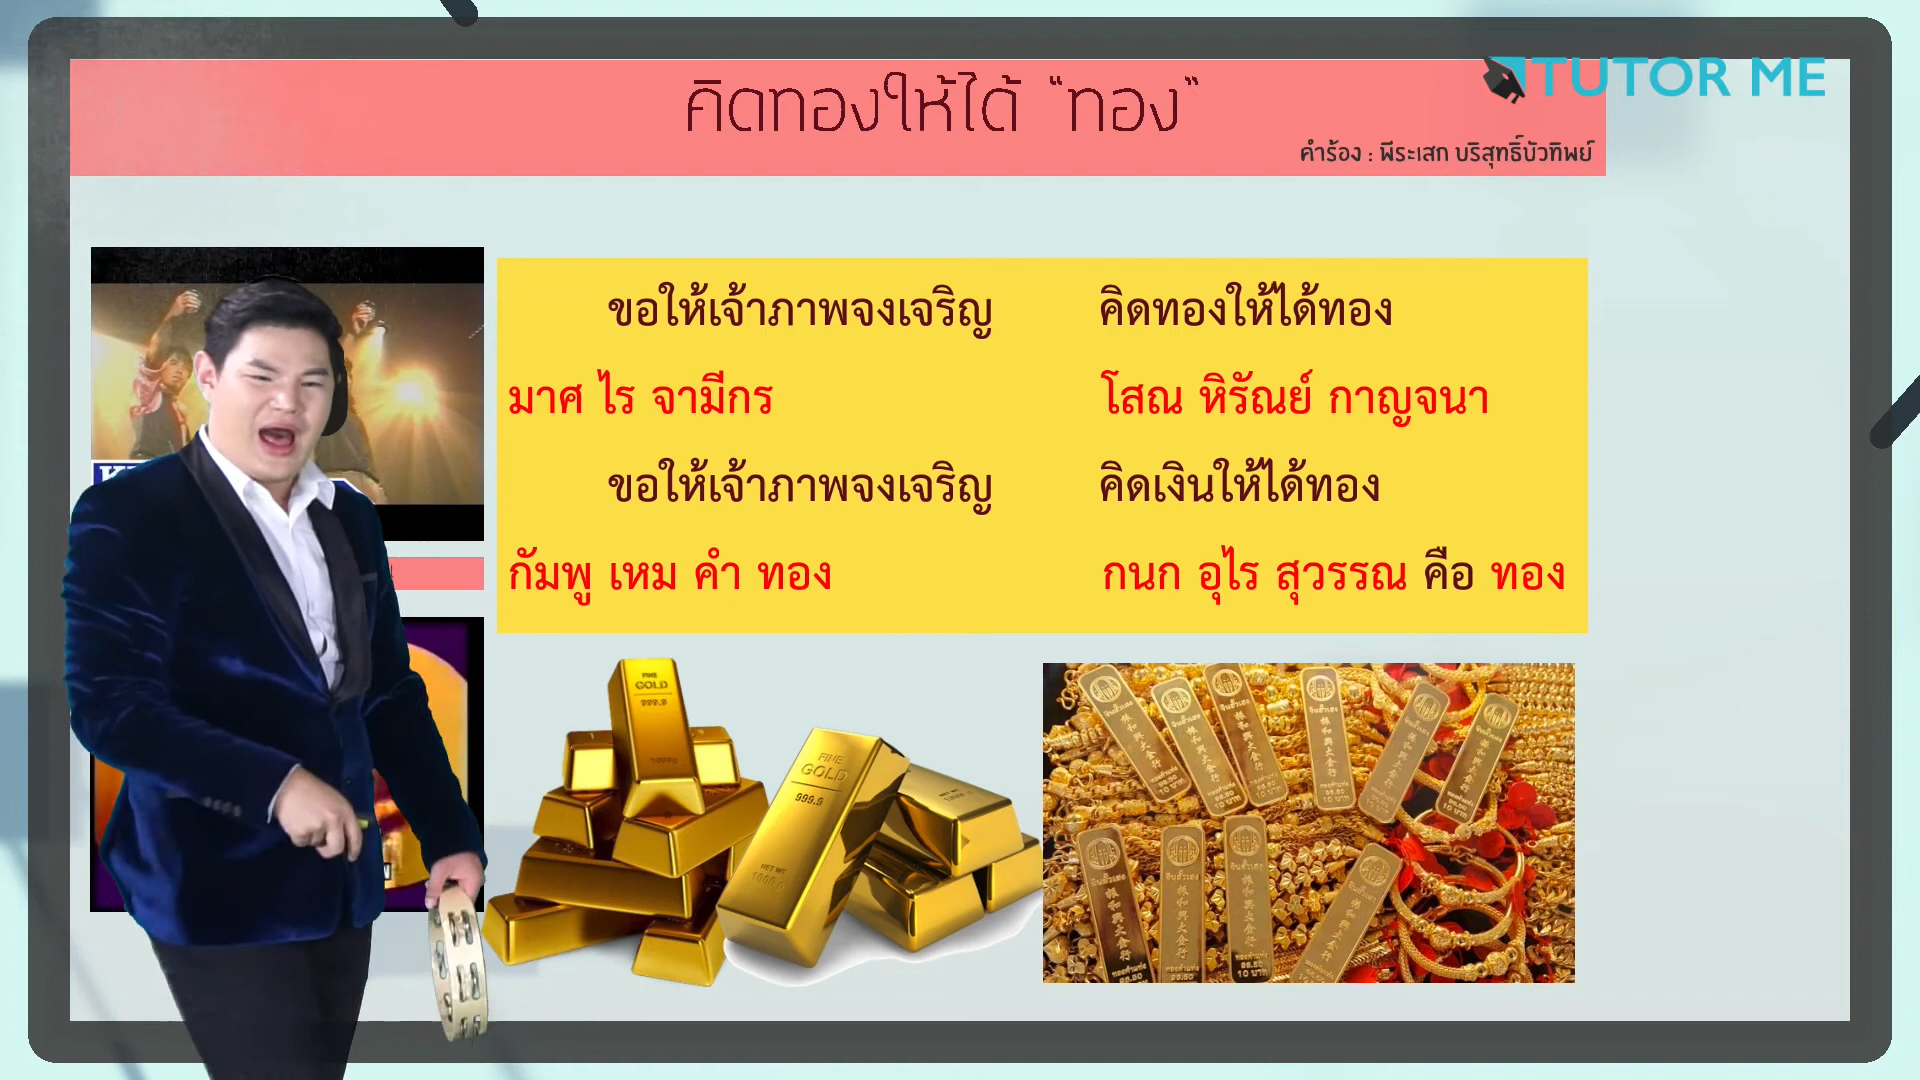 TUTOR ME
คิดทองให้ได้ “ทอง”
คำร้อง : พีระเสก บริสุทธิ์บัวทิพย์
ขอให้เจ้าภาพจงเจริญ คิดทองให้ได้ทอง
มาศ ไร จามีกร โสณ หิรัณย์ กาญจนา
ขอให้เจ้าภาพจงเจริญ คิดเงินให้ได้ทอง
กัมพู เหม คำ ทอง กนก อุไร สุวรรณ คือ ทอง
FINE
GOLD
999.9
1000g
FINE
GOLD
999.9
NET WT
1000g